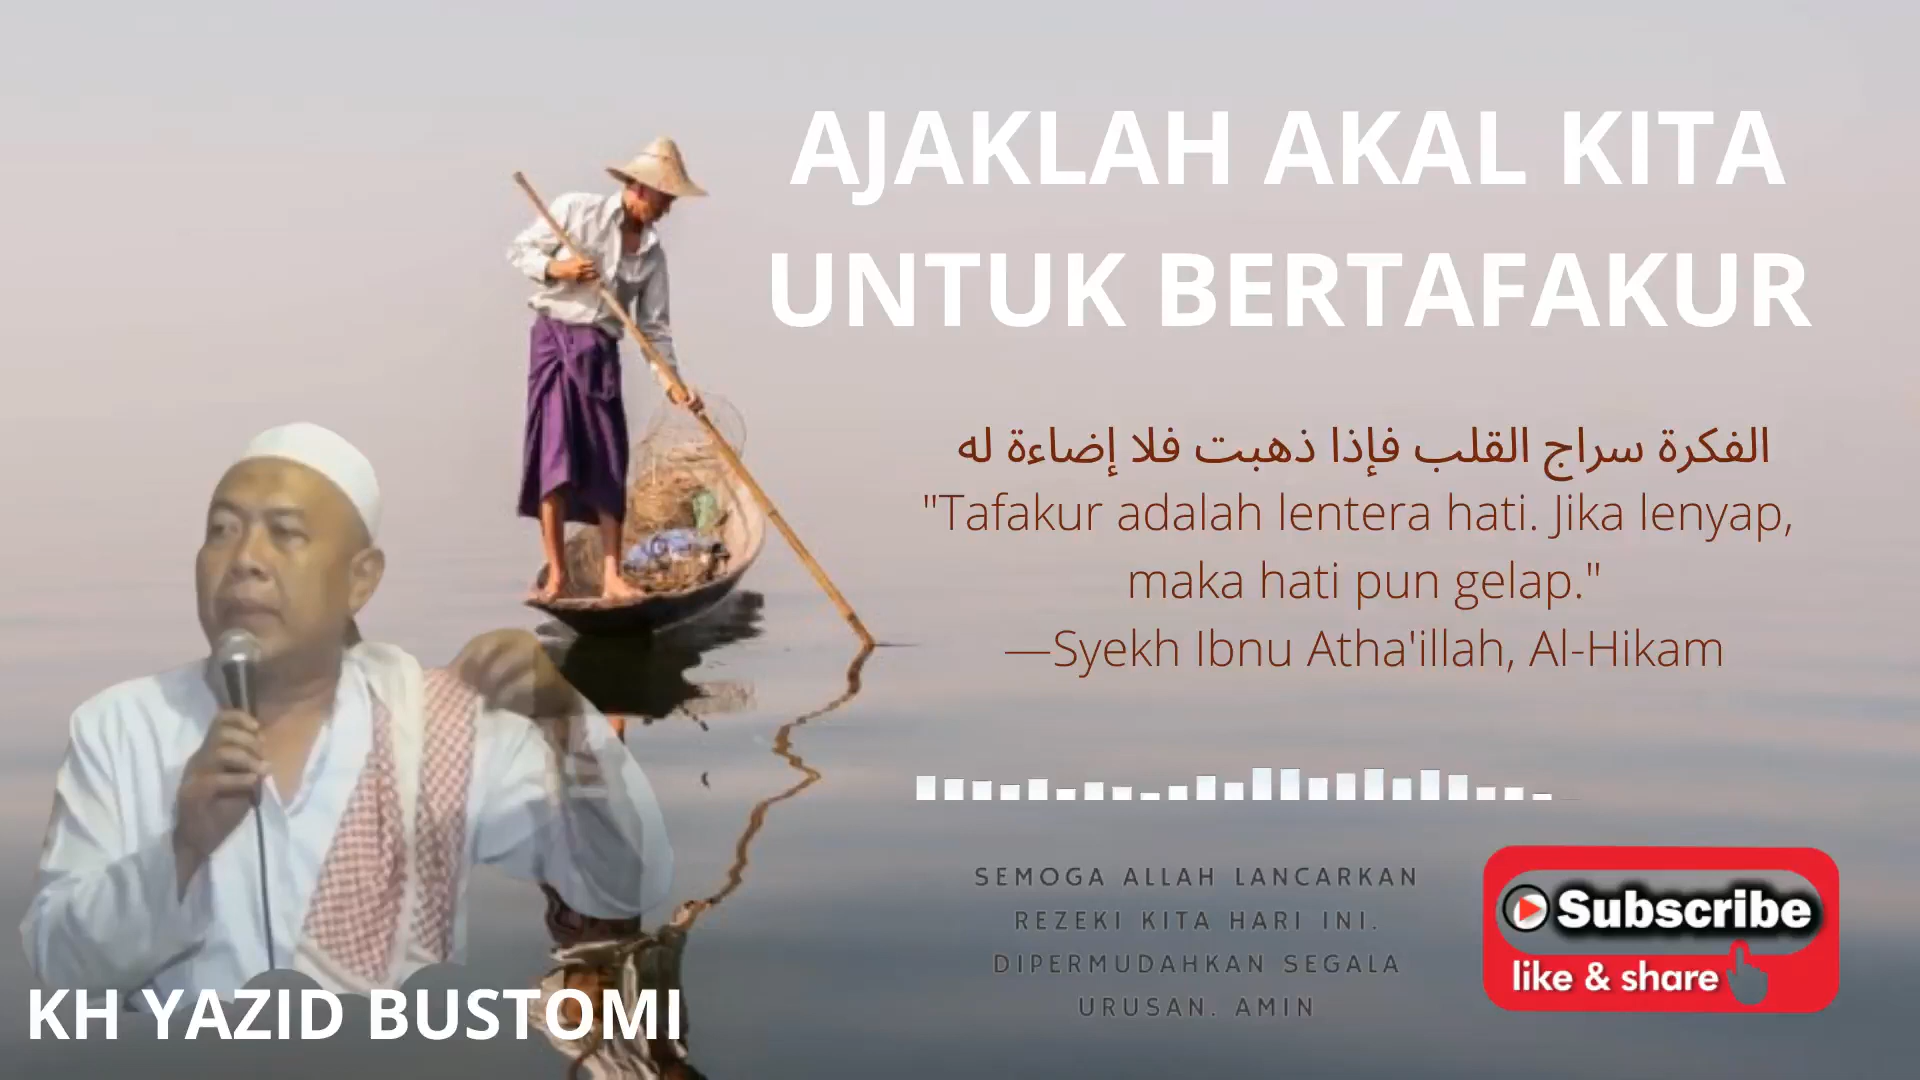 AJAKLAH AKAL KITA
UNTUK BERTAFAKUR
الفكرة سراج القلب فإذا ذهبت فلا إضاءة له
"Tafakur adalah lentera hati. Jika lenyap,
maka hati pun gelap."
—Syekh Ibnu Atha'illah, Al-Hikam
SEMOGA ALLAH LANCARKAN
REZEKI KITA HARI INI.
DIPERMUDAHKAN SEGALA
URUSAN. AMIN
Subscribe
like & share
KH YAZID BUSTOMI